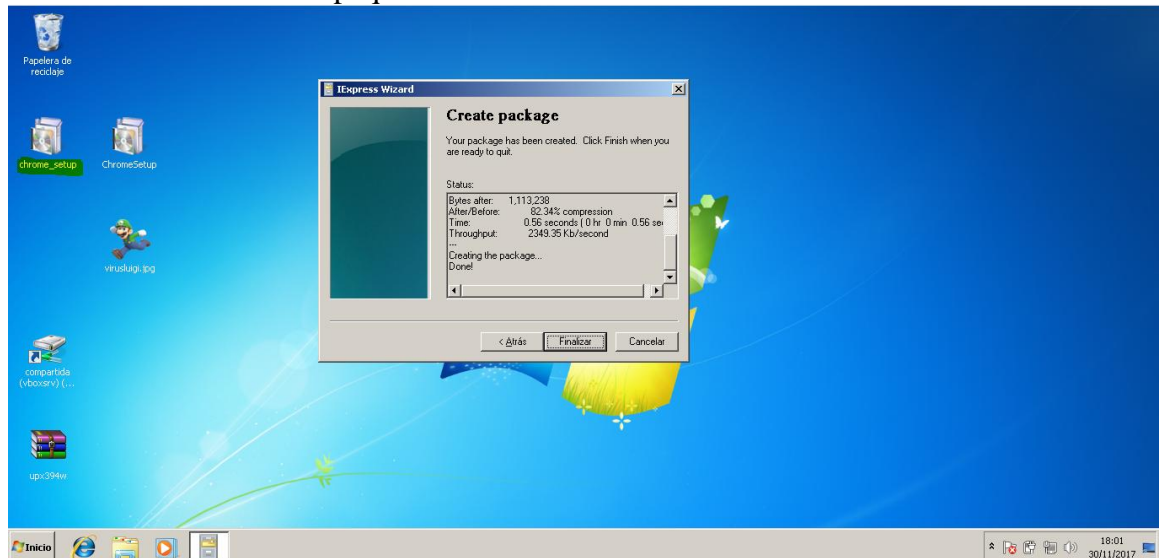 Papelera de
reciclaje
chrome_setup
ChromeSetup
virusluigi.jpg
compartida
(vboxsrv) (...
upx394w
IExpress Wizard
Create package
Your package has been created. Click Finish when you
are ready to quit.
Status:
Bytes after: 1,113,238
After/Before: 82.34% compression
Time: 0.56 seconds ( 0 hr 0 min 0.56 se
Throughput: 2349.35 Kb/second
...
Creating the package...
Done!
< Atrás
Finalizar
Cancelar
Inicio
18:01
30/11/2017